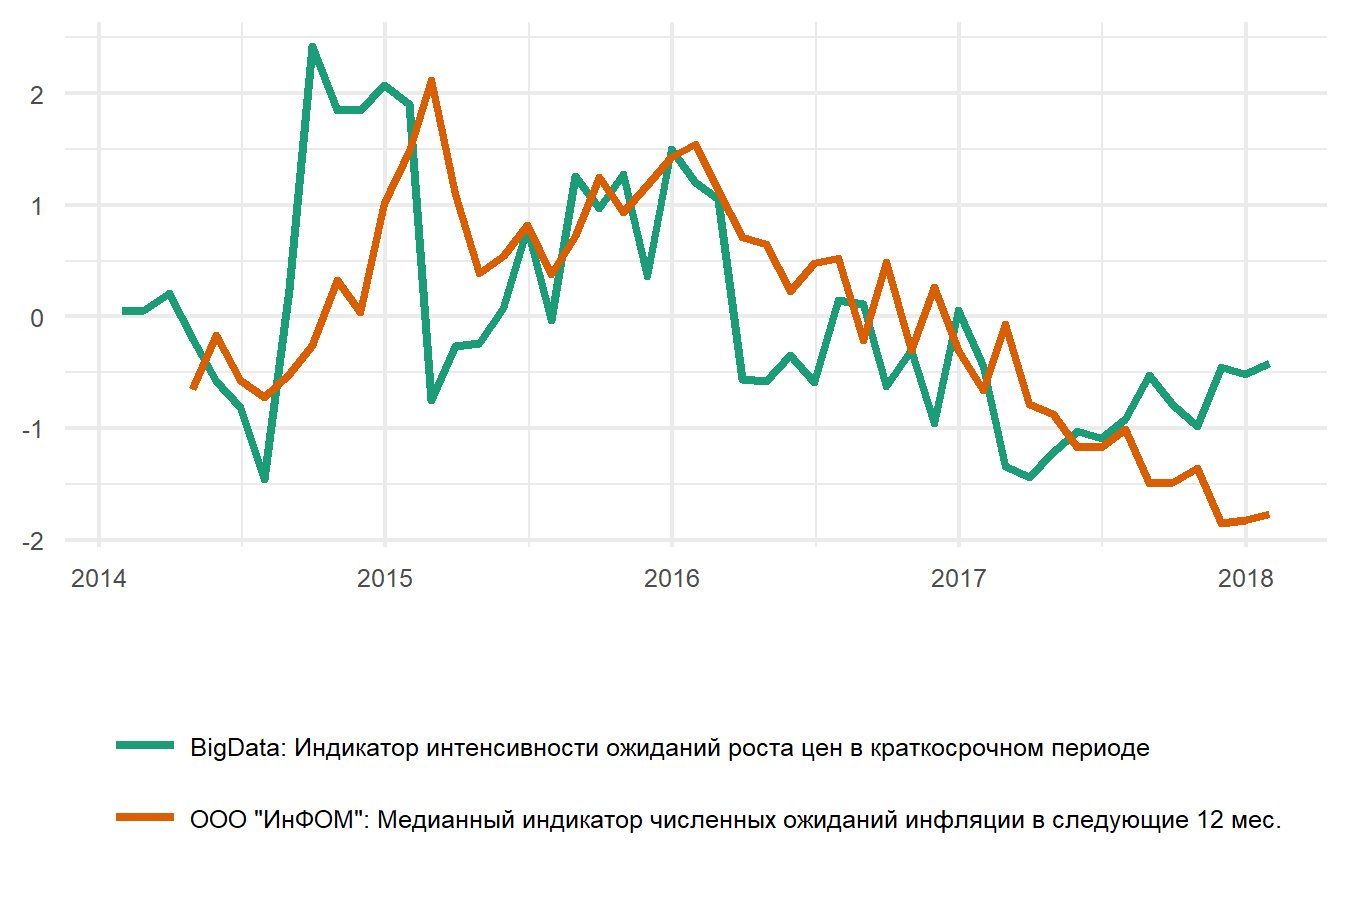 2
1
0
-1
-2
2014 2015 2016 2017 2018
BigData: Индикатор интенсивности ожиданий роста цен в краткосрочном периоде
ООО "ИнФОМ": Медианный индикатор численных ожиданий инфляции в следующие 12 мес.